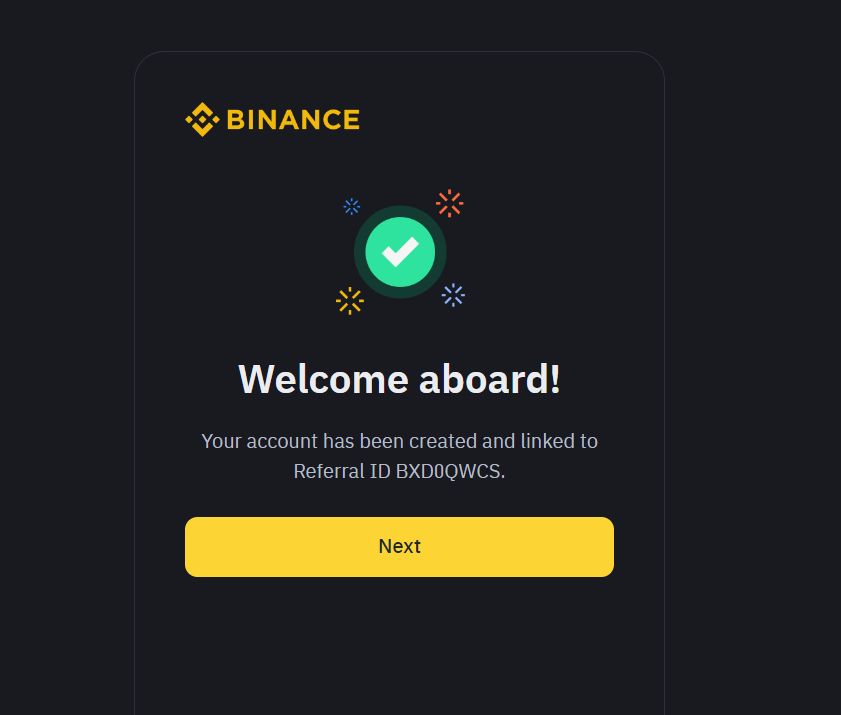 BINANCE
Welcome aboard!
Your account has been created and linked to
Referral ID BXD0QWCS.
Next